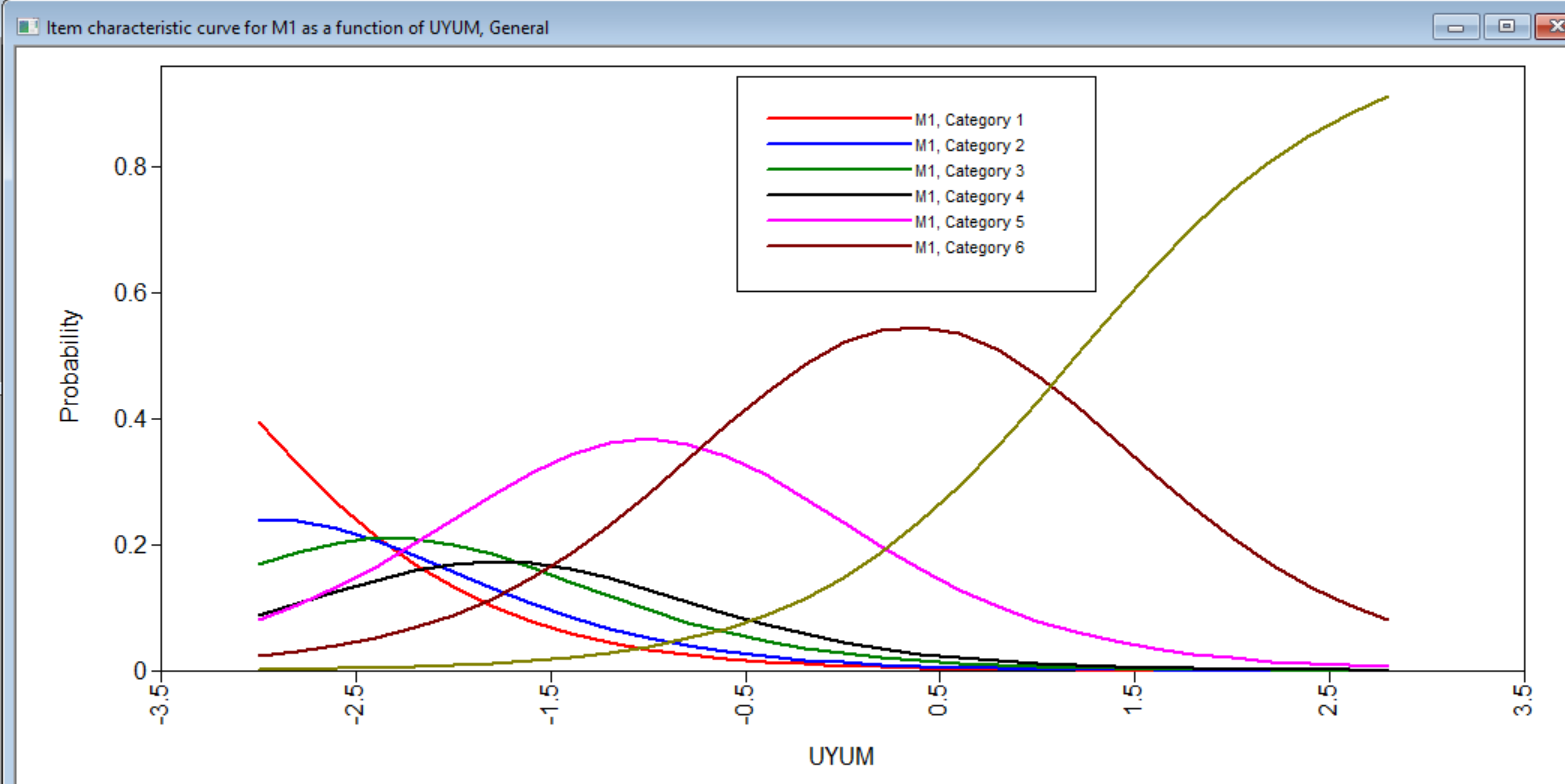 Item characteristic curve for M1 as a function of UYUM, General
M1, Category 1
M1, Category 2
M1, Category 3
M1, Category 4
M1, Category 5
M1, Category 6
Probability
0.8
0.6
0.4
0.2
0
-3.5
-2.5
-1.5
-0.5
0.5
1.5
2.5
3.5
UYUM